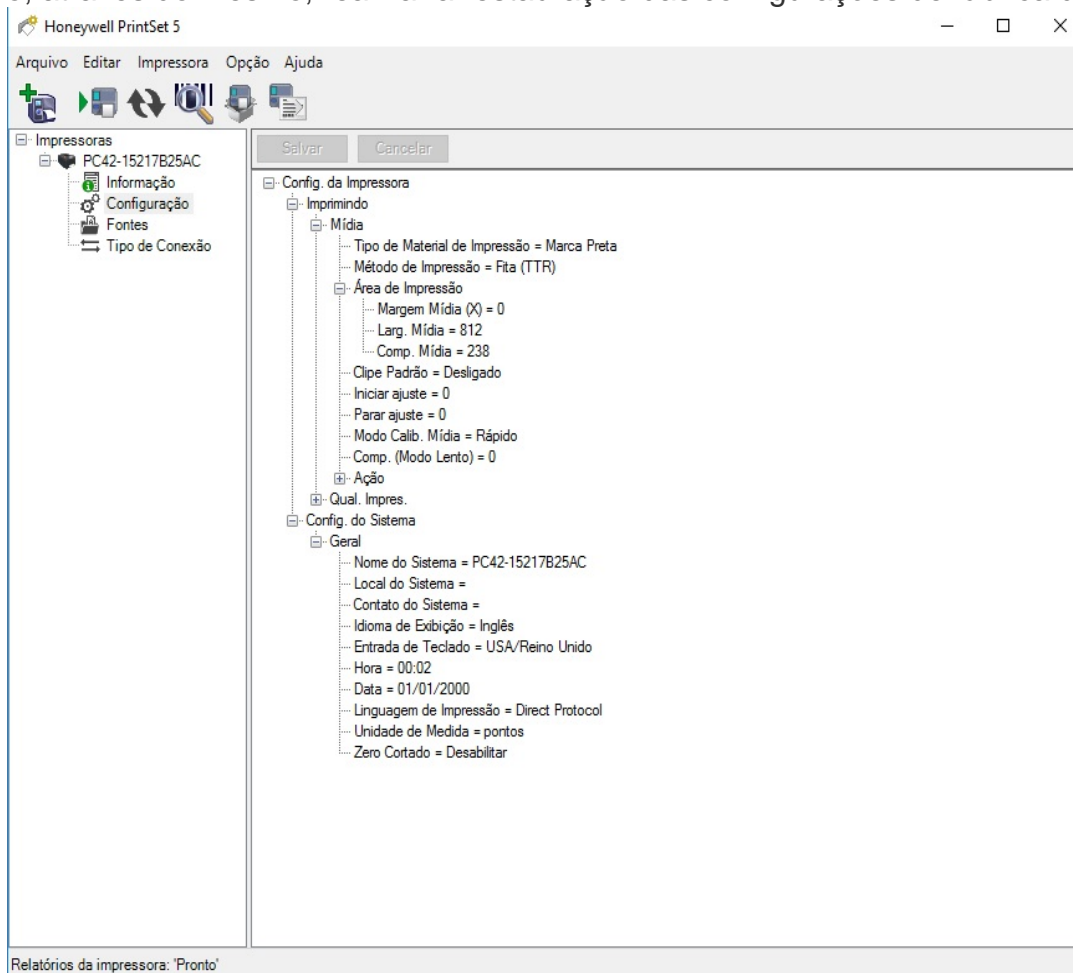 Honeywell PrintSet 5
Arquivo Editar Impressora Opção Ajuda
Impressoras
PC42-15217B25AC
Informação
Configuração
Fontes
Tipo de Conexão
Salvar Cancelar
Config. da Impressora
Imprimindo
Mídia
Tipo de Material de Impressão = Marca Preta
Método de Impressão = Fita (TTR)
Área de Impressão
Margem Mídia (X) = 0
Larg. Mídia = 812
Comp. Mídia = 238
Clipe Padrão = Desligado
Iniciar ajuste = 0
Parar ajuste = 0
Modo Calib. Mídia = Rápido
Comp. (Modo Lento) = 0
Ação
Qual. Impres.
Config. do Sistema
Geral
Nome do Sistema = PC42-15217B25AC
Local do Sistema =
Contato do Sistema =
Idioma de Exibição = Inglês
Entrada de Teclado = USA/Reino Unido
Hora = 00:02
Data = 01/01/2000
Linguagem de Impressão = Direct Protocol
Unidade de Medida = pontos
Zero Cortado = Desabilitar
Relatórios da impressora: 'Pronto'